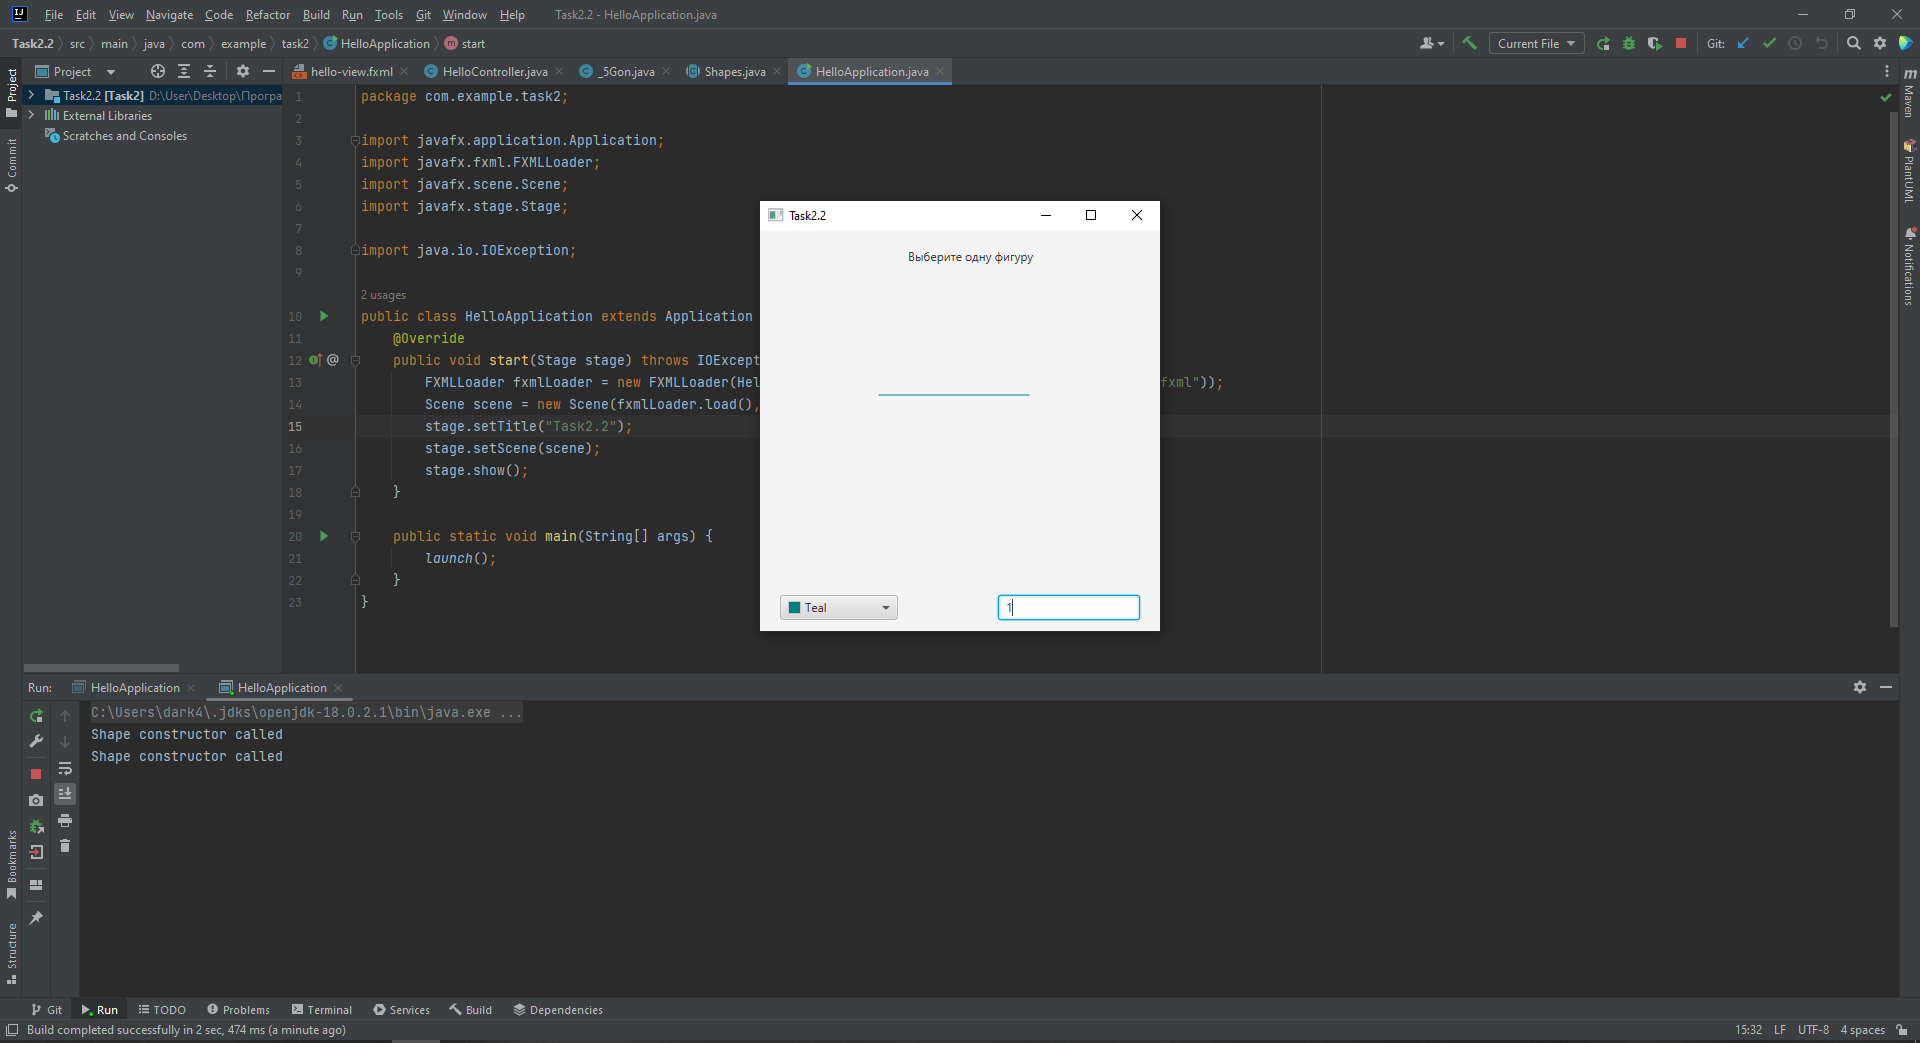 File Edit View Navigate Code Refactor Build Run Tools Git Window Help Task2.2 - HelloApplication.java
Task2.2 src main java com example task2 HelloApplication m start Current File Git:
Project
Project
hello-view.fxml HelloController.java _5Gon.java Shapes.java HelloApplication.java
Task2.2 [Task2] D:\User\Desktop\Програ
External Libraries
Scratches and Consoles
Commit
Bookmarks
Structure
1 package com.example.task2;
2
3 import javafx.application.Application;
4 import javafx.fxml.FXMLLoader;
5 import javafx.scene.Scene;
6 import javafx.stage.Stage;
7
8 import java.io.IOException;
9
2 usages
10 public class HelloApplication extends Application
11 @Override
12 public void start(Stage stage) throws IOExcept
13 FXMLLoader fxmlLoader = new FXMLLoader(Hel fxml"));
14 Scene scene = new Scene(fxmlLoader.load(),
15 stage.setTitle("Task2.2");
16 stage.setScene(scene);
17 stage.show();
18 }
19
20 public static void main(String[] args) {
21 launch();
22 }
23 }
Task2.2
Выберите одну фигуру
Teal
1
m Maven
PlantUML
Notifications
Run: HelloApplication HelloApplication
C:\Users\dark4\.jdks\openjdk-18.0.2.1\bin\java.exe ...
Shape constructor called
Shape constructor called
Git Run TODO Problems Terminal Services Build Dependencies
Build completed successfully in 2 sec, 474 ms (a minute ago) 15:32 LF UTF-8 4 spaces